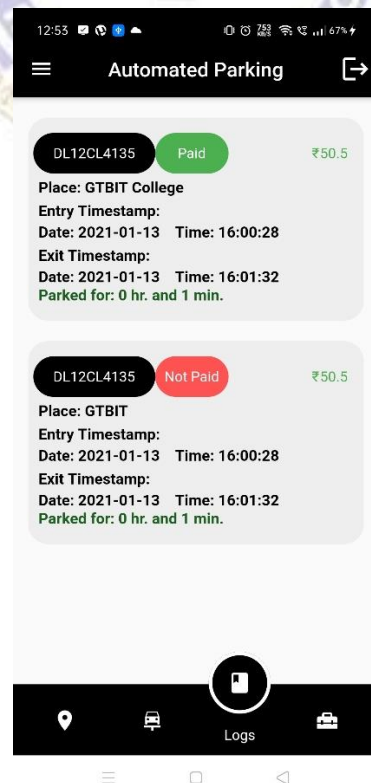 12:53 753 KB/S 67%
Automated Parking
DL12CL4135 Paid ₹50.5
Place: GTBIT College
Entry Timestamp:
Date: 2021-01-13 Time: 16:00:28
Exit Timestamp:
Date: 2021-01-13 Time: 16:01:32
Parked for: 0 hr. and 1 min.
DL12CL4135 Not Paid ₹50.5
Place: GTBIT
Entry Timestamp:
Date: 2021-01-13 Time: 16:00:28
Exit Timestamp:
Date: 2021-01-13 Time: 16:01:32
Parked for: 0 hr. and 1 min.
Logs